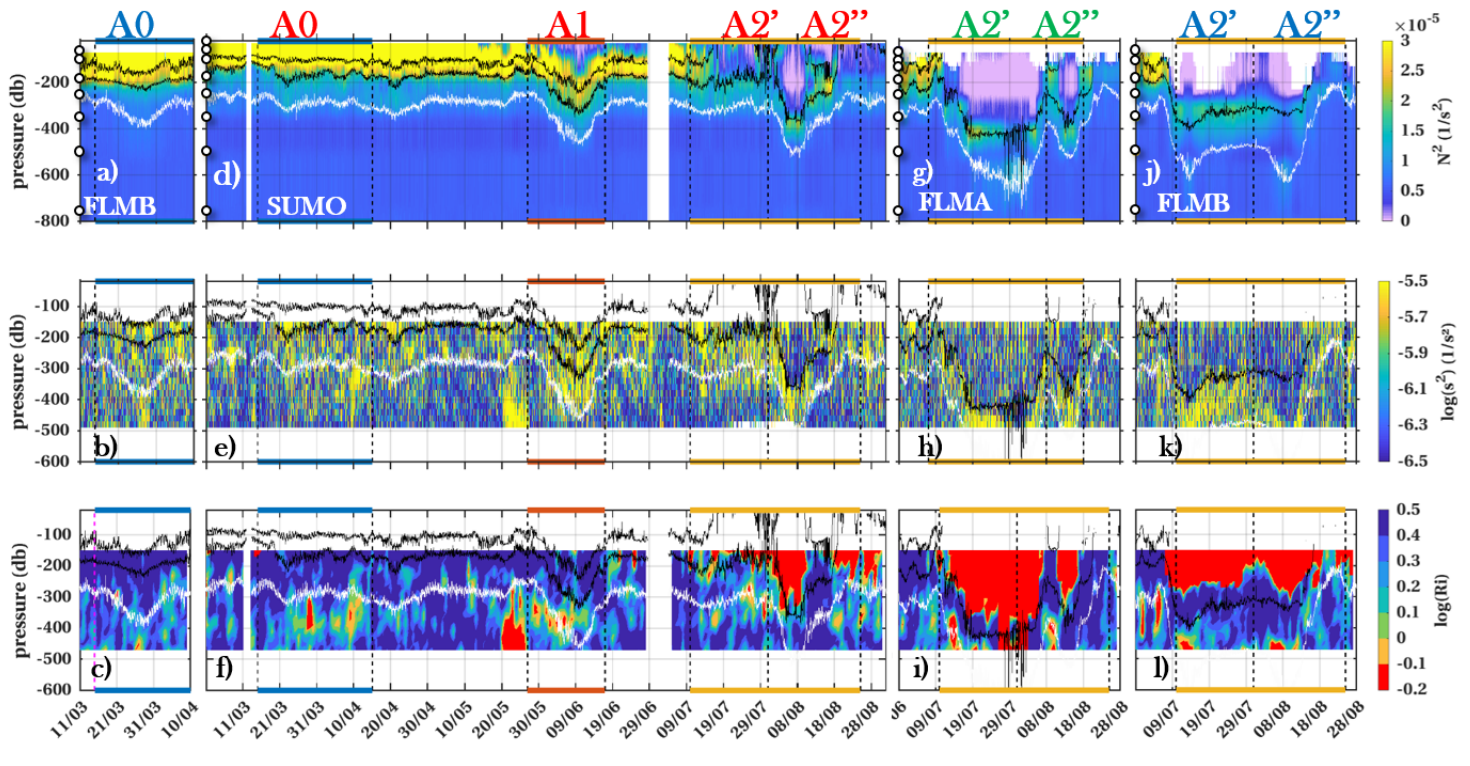 A0 A0 A1 A2’ A2” A2’ A2” A2’ A2”
×10⁻⁵
pressure (db)
-200
-400
-600
-800
a)
FLMB
d)
SUMO
g)
FLMA
j)
FLMB
3
2.5
2
1.5
1
0.5
0
N² (1/s²)
pressure (db)
-100
-200
-300
-400
-500
-600
b)
e)
h)
k)
-5.5
-5.7
-5.9
-6.1
-6.3
-6.5
log(s²) (1/s²)
pressure (db)
-100
-200
-300
-400
-500
-600
c)
f)
i)
l)
0.5
0.4
0.3
0.2
0.1
0
-0.1
-0.2
log(Ri)
11/03 21/03 31/03 10/04
11/03 21/03 31/03 10/04 20/04 30/04 10/05 20/05 30/05 09/06 19/06 29/06 09/07 19/07 29/07 08/08 18/08 28/08
09/07 19/07 29/07 08/08 18/08 28/08
09/07 19/07 29/07 08/08 18/08 28/08